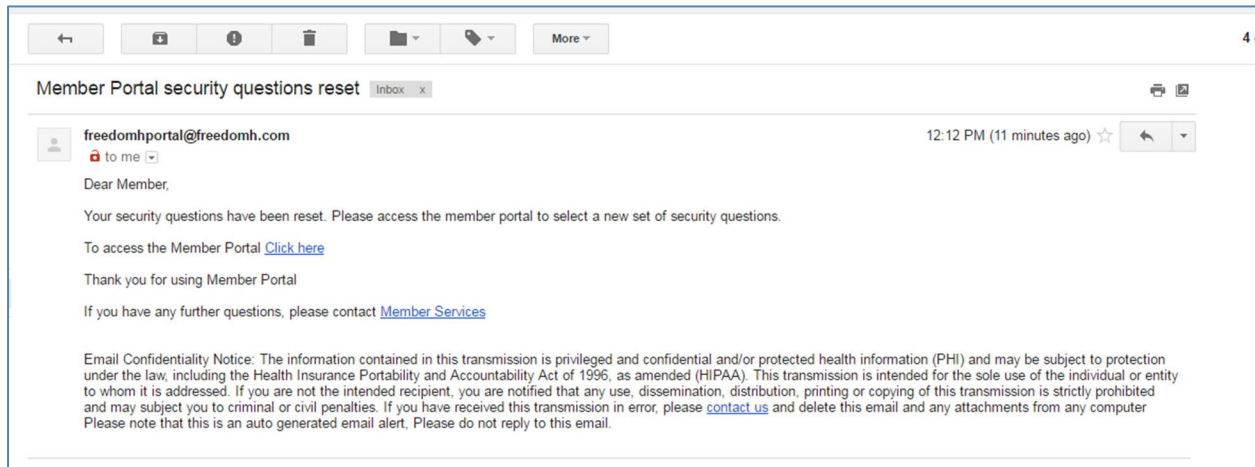 More
4
Member Portal security questions reset Inbox x
freedomhportal@freedomh.com 12:12 PM (11 minutes ago)
to me
Dear Member,
Your security questions have been reset. Please access the member portal to select a new set of security questions.
To access the Member Portal Click here
Thank you for using Member Portal
If you have any further questions, please contact Member Services
Email Confidentiality Notice: The information contained in this transmission is privileged and confidential and/or protected health information (PHI) and may be subject to protection
under the law, including the Health Insurance Portability and Accountability Act of 1996, as amended (HIPAA). This transmission is intended for the sole use of the individual or entity
to whom it is addressed. If you are not the intended recipient, you are notified that any use, dissemination, distribution, printing or copying of this transmission is strictly prohibited
and may subject you to criminal or civil penalties. If you have received this transmission in error, please contact us and delete this email and any attachments from any computer
Please note that this is an auto generated email alert, Please do not reply to this email.